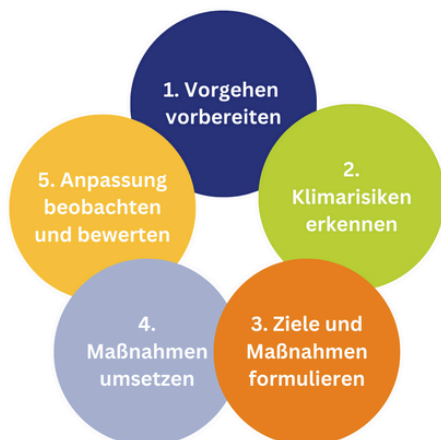 1. Vorgehen
vorbereiten
2.
Klimarisiken
erkennen
3. Ziele und
Maßnahmen
formulieren
4.
Maßnahmen
umsetzen
5. Anpassung
beobachten
und bewerten